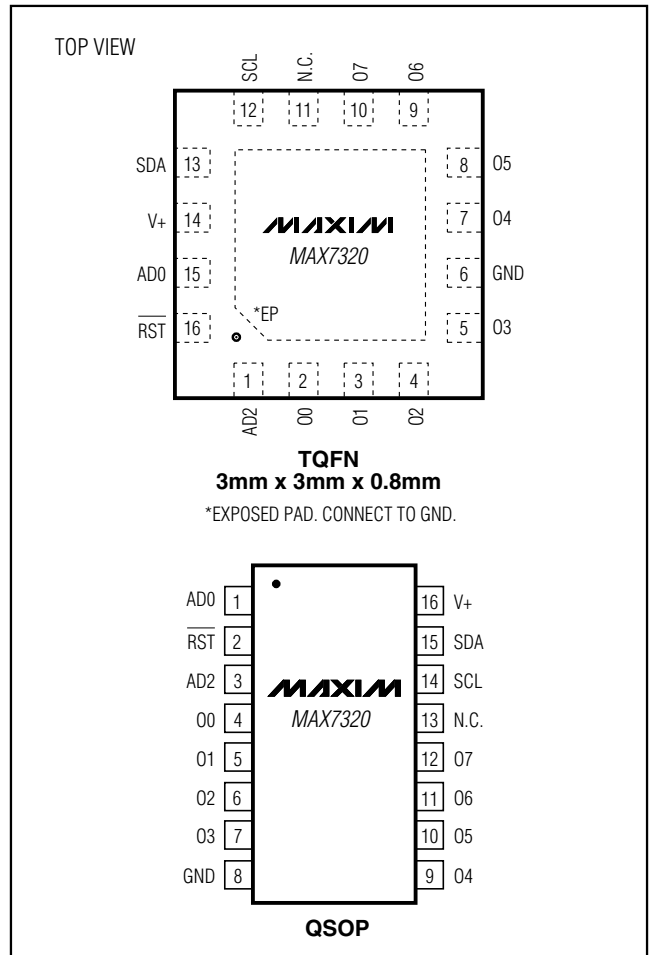 TOP VIEW
SCL N.C. O7 O6
12 11 10 9
SDA 13 8 O5
V+ 14 7 O4
MAXIM
MAX7320
AD0 15 6 GND
*EP
RST 16 5 O3
1 2 3 4
AD2 O0 O1 O2
TQFN
3mm x 3mm x 0.8mm
*EXPOSED PAD. CONNECT TO GND.
AD0 1 16 V+
RST 2 15 SDA
AD2 3 14 SCL
MAXIM
O0 4 13 N.C.
MAX7320
O1 5 12 O7
O2 6 11 O6
O3 7 10 O5
GND 8 9 O4
QSOP